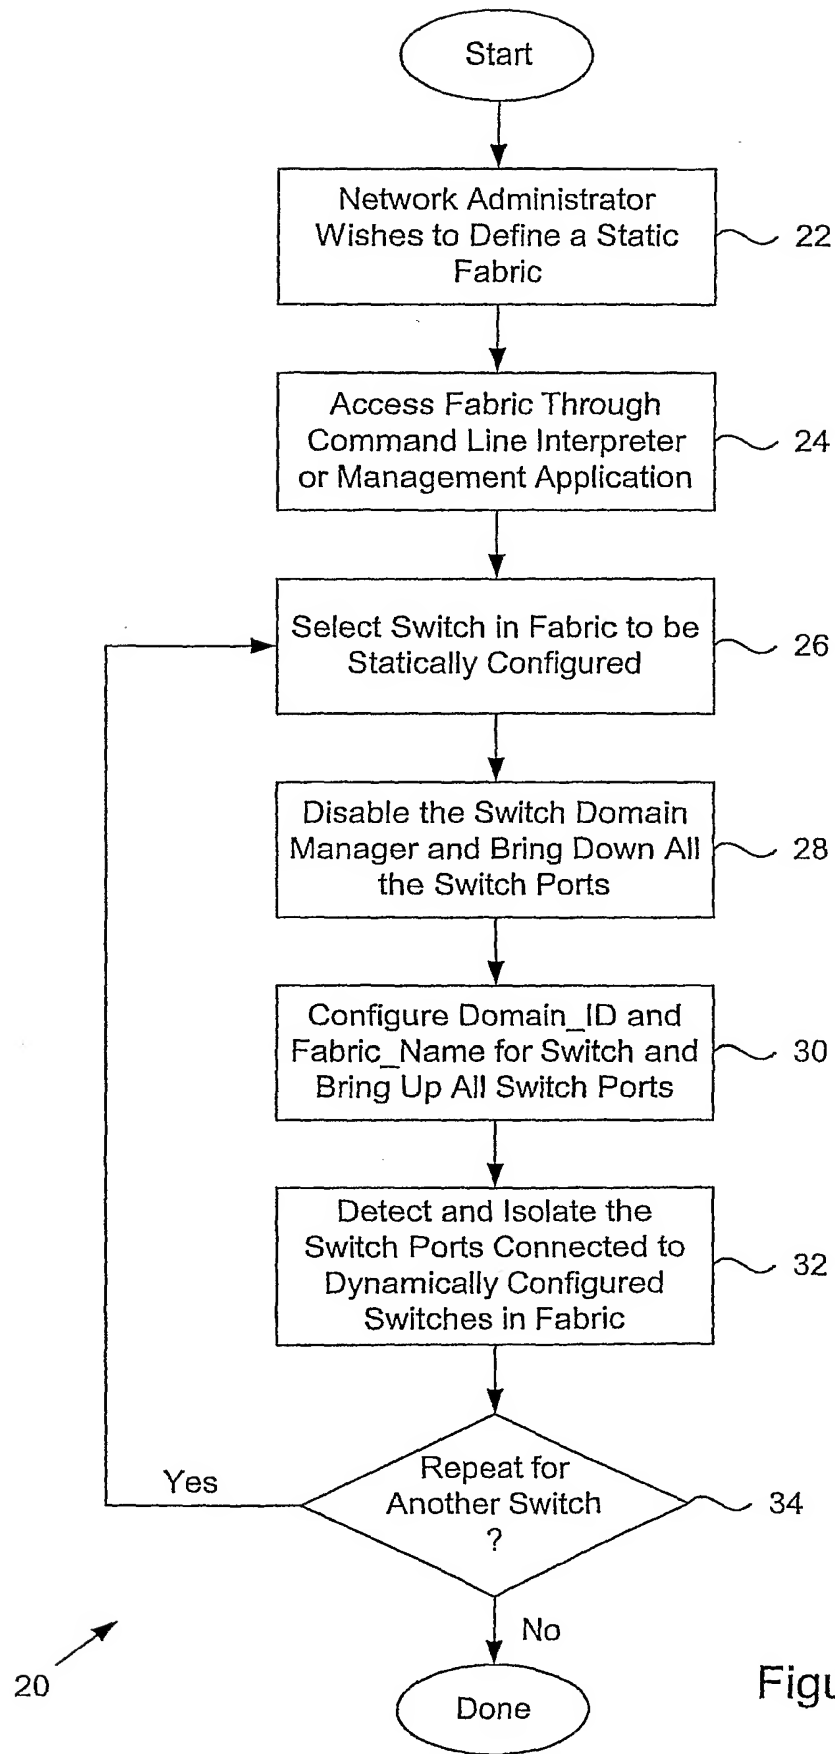 Start
Network Administrator
Wishes to Define a Static
Fabric
22
Access Fabric Through
Command Line Interpreter
or Management Application
24
Select Switch in Fabric to be
Statically Configured
26
Disable the Switch Domain
Manager and Bring Down All
the Switch Ports
28
Configure Domain_ID and
Fabric_Name for Switch and
Bring Up All Switch Ports
30
Detect and Isolate the
Switch Ports Connected to
Dynamically Configured
Switches in Fabric
32
Repeat for
Another Switch
?
34
Yes
No
20
Done